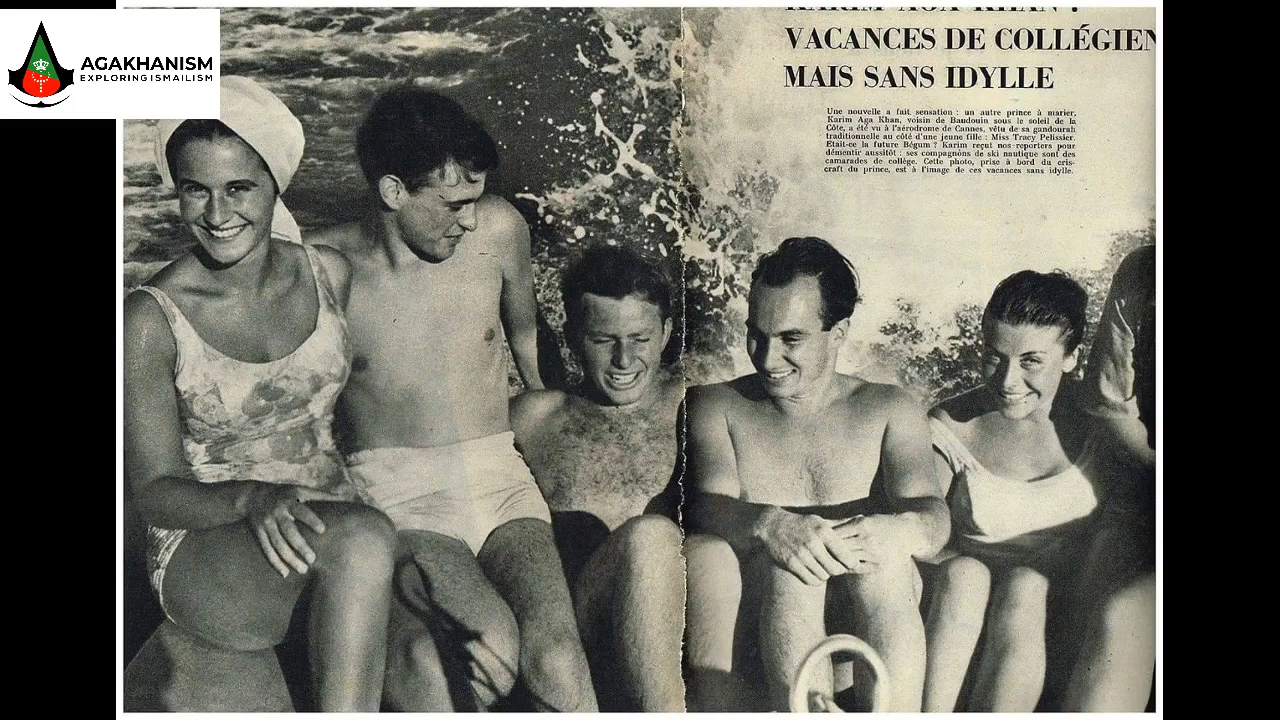 AGAKHANISM
EXPLORING ISMAILISM
KARIM AGA KHAN :
VACANCES DE COLLÉGIEN
MAIS SANS IDYLLE
Une nouvelle a fait sensation : un autre prince à marier,
Karim Aga Khan, voisin de Baudouin sous le soleil de la
Côte, a été vu à l'aérodrome de Cannes, vêtu de sa gandourah
traditionnelle au côté d'une jeune fille : Miss Tracy Pelissier.
Etait-ce la future Bégum ? Karim reçut nos reporters pour
démentir aussitôt : ses compagnons de ski nautique sont des
camarades de collège. Cette photo, prise à bord du cris-
craft du prince, est à l'image de ces vacances sans idylle.